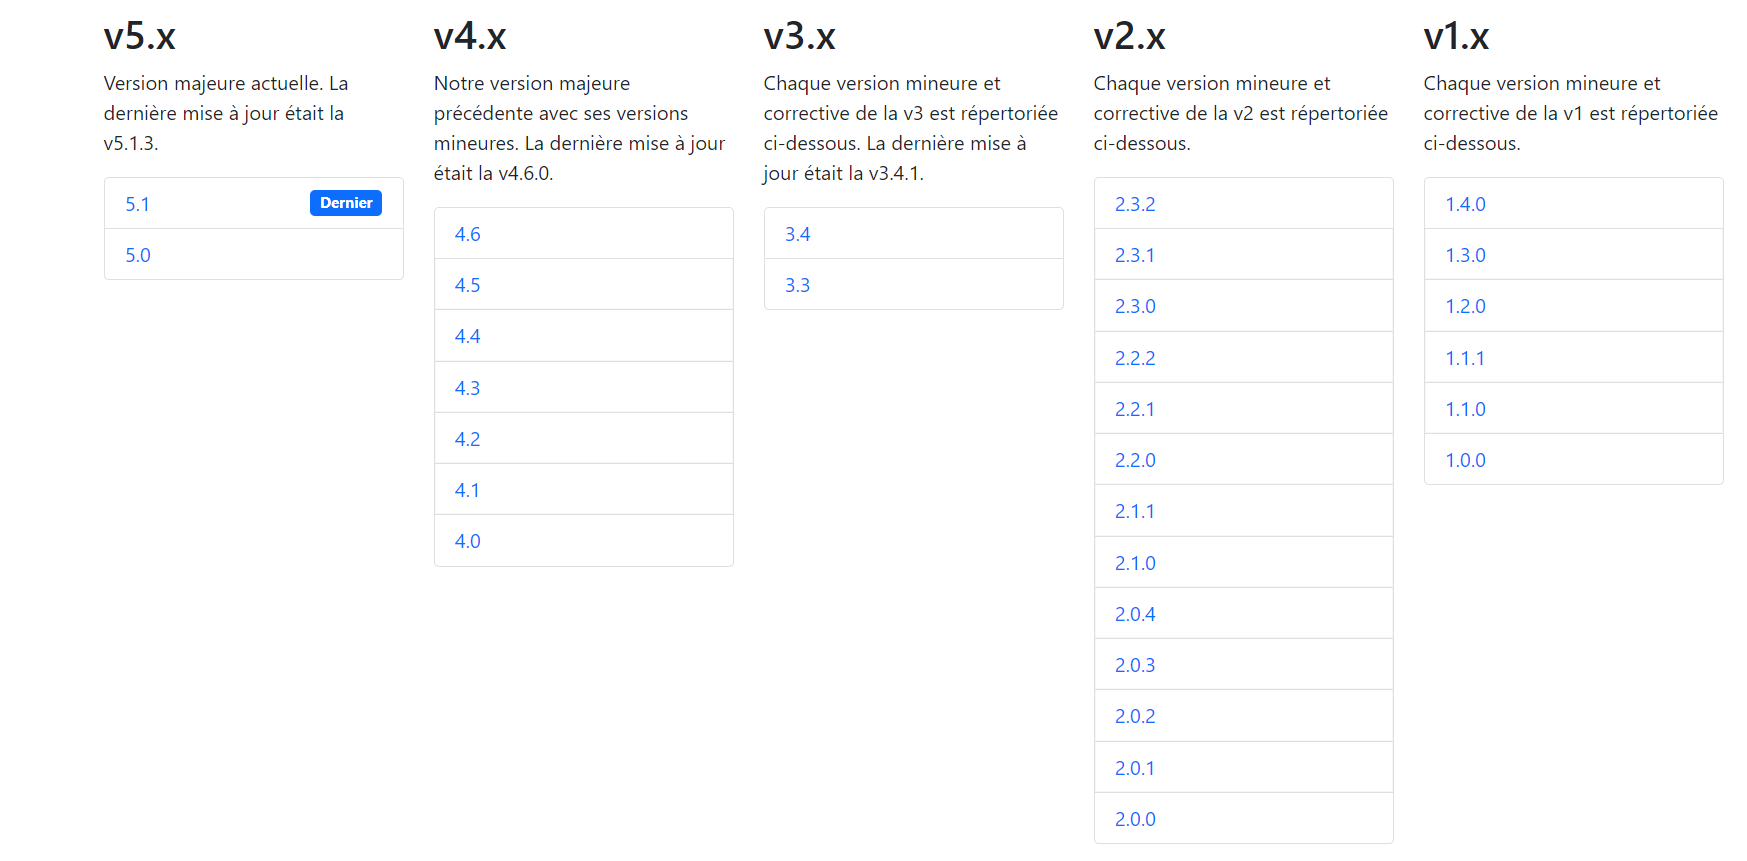 v5.x
Version majeure actuelle. La
dernière mise à jour était la
v5.1.3.
5.1 Dernier
5.0
v4.x
Notre version majeure
précédente avec ses versions
mineures. La dernière mise à jour
était la v4.6.0.
4.6
4.5
4.4
4.3
4.2
4.1
4.0
v3.x
Chaque version mineure et
corrective de la v3 est répertoriée
ci-dessous. La dernière mise à
jour était la v3.4.1.
3.4
3.3
v2.x
Chaque version mineure et
corrective de la v2 est répertoriée
ci-dessous.
2.3.2
2.3.1
2.3.0
2.2.2
2.2.1
2.2.0
2.1.1
2.1.0
2.0.4
2.0.3
2.0.2
2.0.1
2.0.0
v1.x
Chaque version mineure et
corrective de la v1 est répertoriée
ci-dessous.
1.4.0
1.3.0
1.2.0
1.1.1
1.1.0
1.0.0